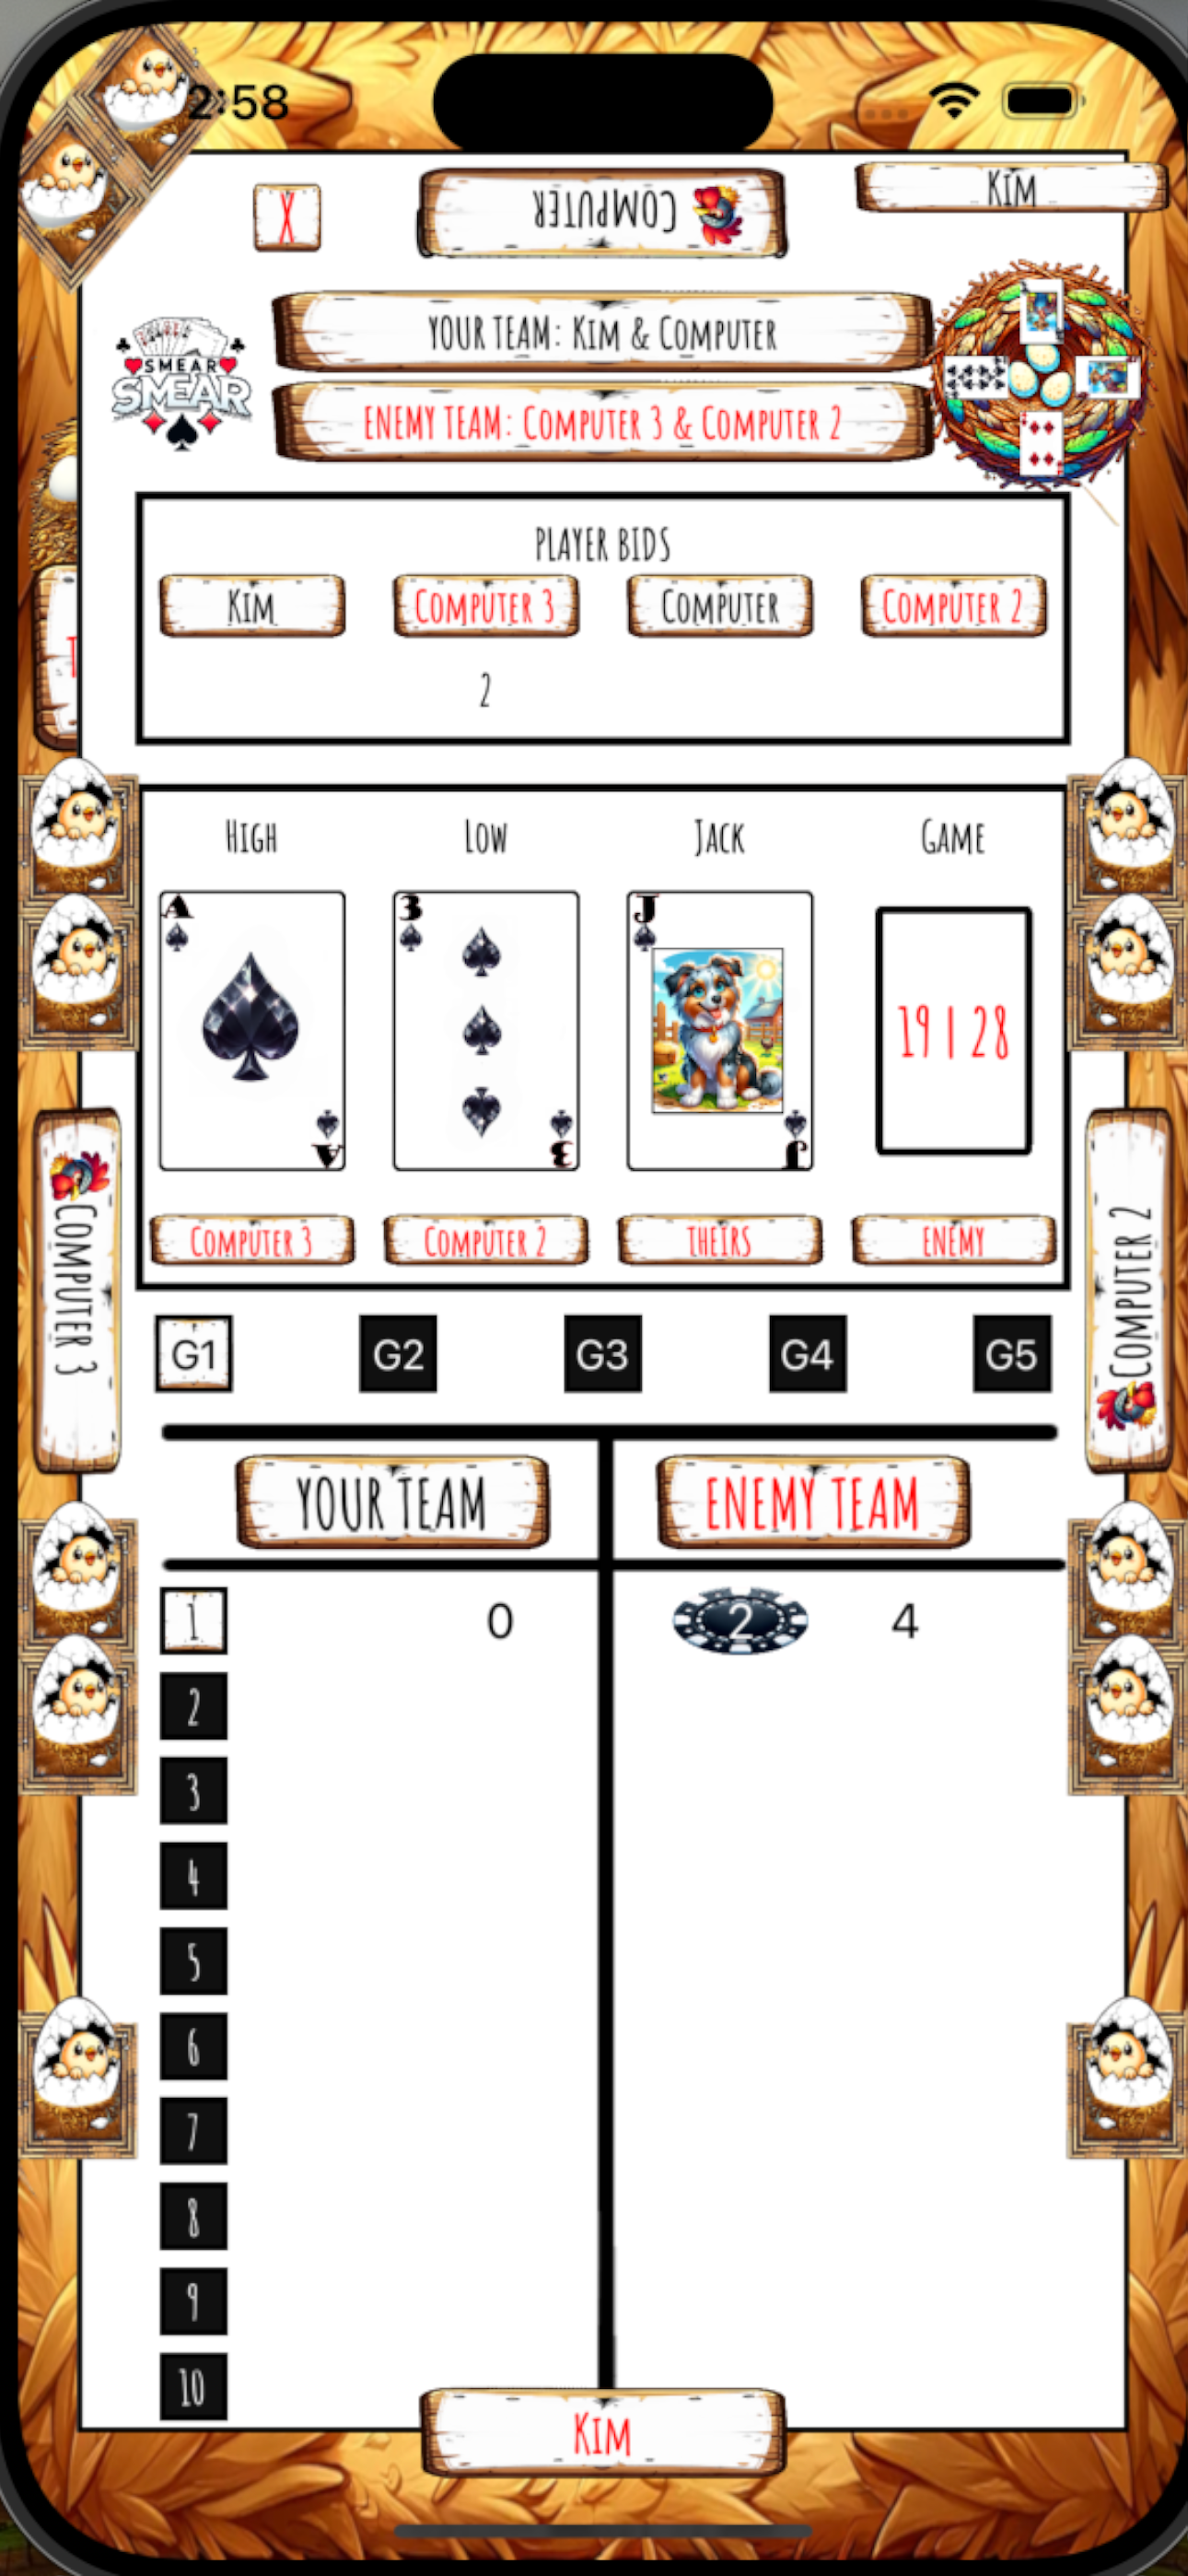 2:58
X
COMPUTER
KIM
YOUR TEAM: KIM & COMPUTER
SMEAR
SMEAR
ENEMY TEAM: COMPUTER 3 & COMPUTER 2
PLAYER BIDS
KIM COMPUTER 3 COMPUTER COMPUTER 2
2
HIGH LOW JACK GAME
A 3 J
19 | 28
A 3 J
COMPUTER 3 COMPUTER 2 THEIRS ENEMY
COMPUTER 3
COMPUTER 2
G1 G2 G3 G4 G5
YOUR TEAM ENEMY TEAM
1 0 2 4
2
3
4
5
6
7
8
9
10
KIM